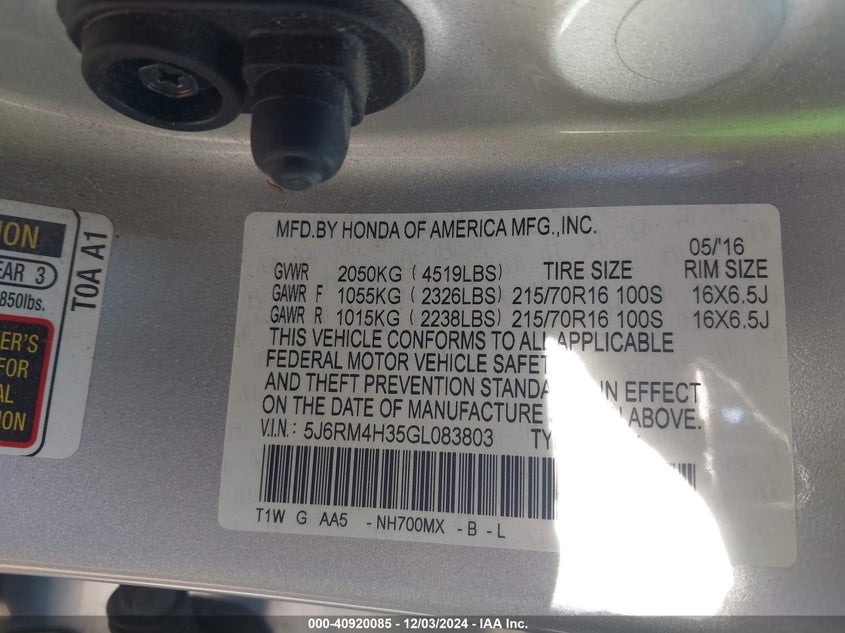 ION
EAR 3
850lbs.
ER'S
FOR
AL
ION
TOA A1
MFD.BY HONDA OF AMERICA MFG.,INC.
05/'16
GVWR 2050KG ( 4519LBS) TIRE SIZE RIM SIZE
GAWR F 1055KG ( 2326LBS) 215/70R16 100S 16X6.5J
GAWR R 1015KG ( 2238LBS) 215/70R16 100S 16X6.5J
THIS VEHICLE CONFORMS TO ALL APPLICABLE
FEDERAL MOTOR VEHICLE SAFET
AND THEFT PREVENTION STANDA IN EFFECT
ON THE DATE OF MANUFACTURE ABOVE.
V.I.N.: 5J6RM4H35GL083803 TY
T1W G AA5 -NH700MX -B -L
000-40920085 - 12/03/2024 - IAA Inc.